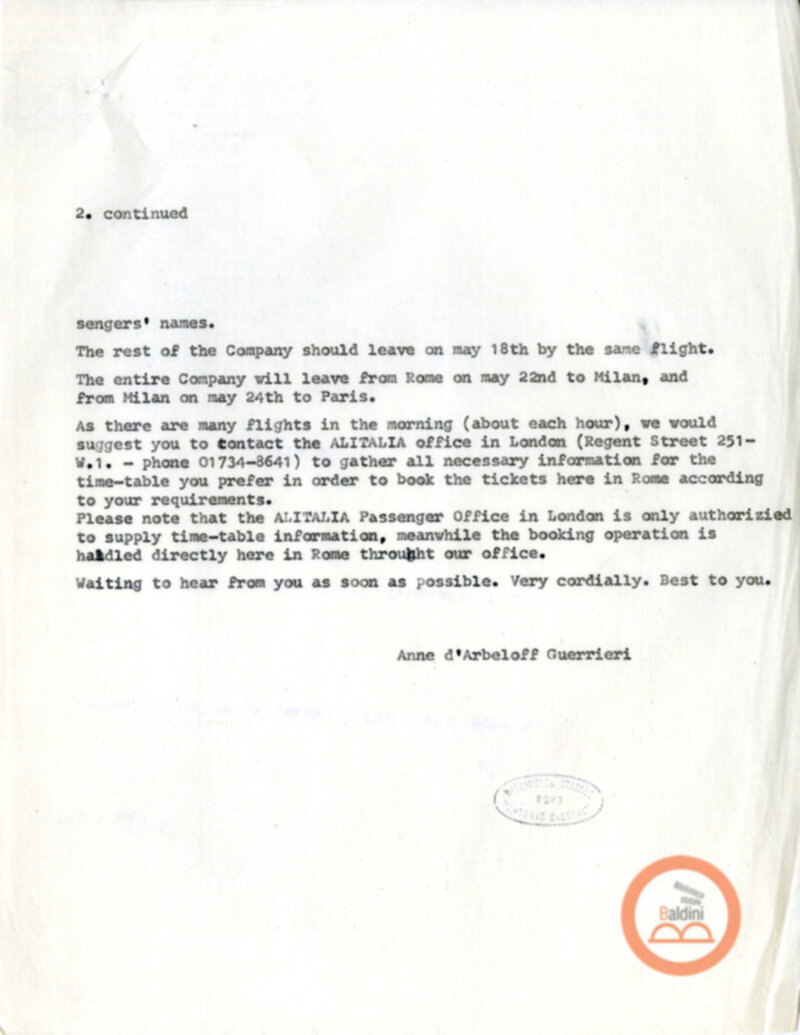 2. continued
sengers' names.
The rest of the Company should leave on may 18th by the same flight.
The entire Company will leave from Rome on may 22nd to Milan, and
from Milan on may 24th to Paris.
As there are many flights in the morning (about each hour), we would
suggest you to contact the ALITALIA office in London (Regent Street 251-
W.1. - phone 01734-8641) to gather all necessary information for the
time-table you prefer in order to book the tickets here in Rome according
to your requirements.
Please note that the ALITALIA Passenger Office in London is only authorizied
to supply time-table information, meanwhile the booking operation is
handled directly here in Rome throught our office.
Waiting to hear from you as soon as possible. Very cordially. Best to you.
Anne d'Arbeloff Guerrieri
BIBLIOTECA STATALE
ROMA
ANTONIO BALDINI
Biblioteca
statale
Baldini